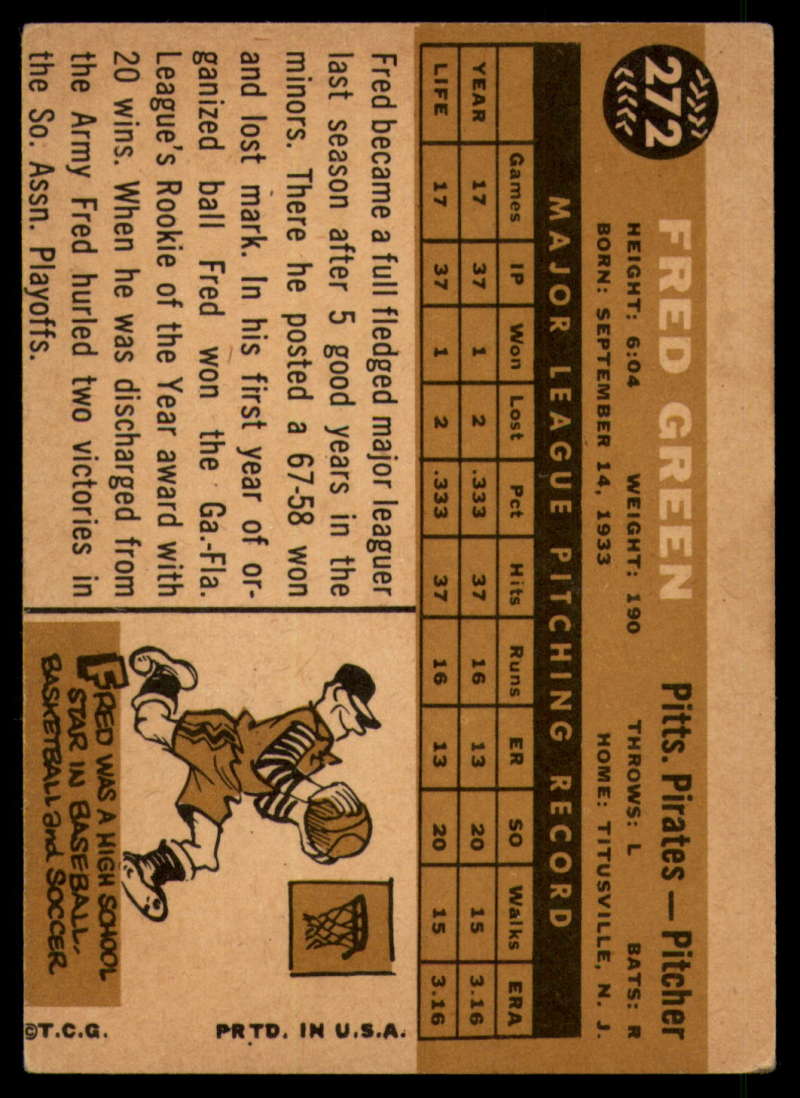 272
FRED GREEN
Pitts. Pirates — Pitcher
HEIGHT: 6:04 WEIGHT: 190 THROWS: L BATS: R
BORN: SEPTEMBER 14, 1933 HOME: TITUSVILLE, N. J.
MAJOR LEAGUE PITCHING RECORD
Games IP Won Lost Pct Hits Runs ER SO Walks ERA
YEAR 17 37 1 2 .333 37 16 13 20 15 3.16
LIFE 17 37 1 2 .333 37 16 13 20 15 3.16
Fred became a full fledged major leaguer
last season after 5 good years in the
minors. There he posted a 67-58 won
and lost mark. In his first year of or-
ganized ball Fred won the Ga.-Fla.
League's Rookie of the Year award with
20 wins. When he was discharged from
the Army Fred hurled two victories in
the So. Assn. Playoffs.
FRED WAS A HIGH SCHOOL
STAR IN BASEBALL,
BASKETBALL and SOCCER
©T.C.G. PRTD. IN U.S.A.